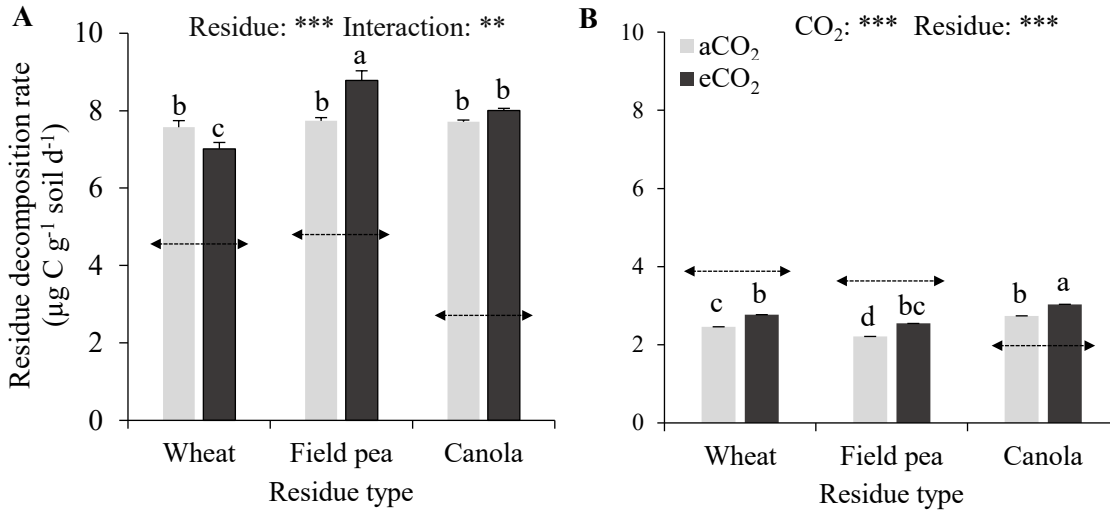 A
Residue: *** Interaction: **
Residue decomposition rate
(µg C g⁻¹ soil d⁻¹)
10
8
6
4
2
0
b
c
b
a
b
b
Wheat
Field pea
Canola
Residue type
B
CO₂: *** Residue: ***
aCO₂
eCO₂
10
8
6
4
2
0
c
b
d
bc
b
a
Wheat
Field pea
Canola
Residue type